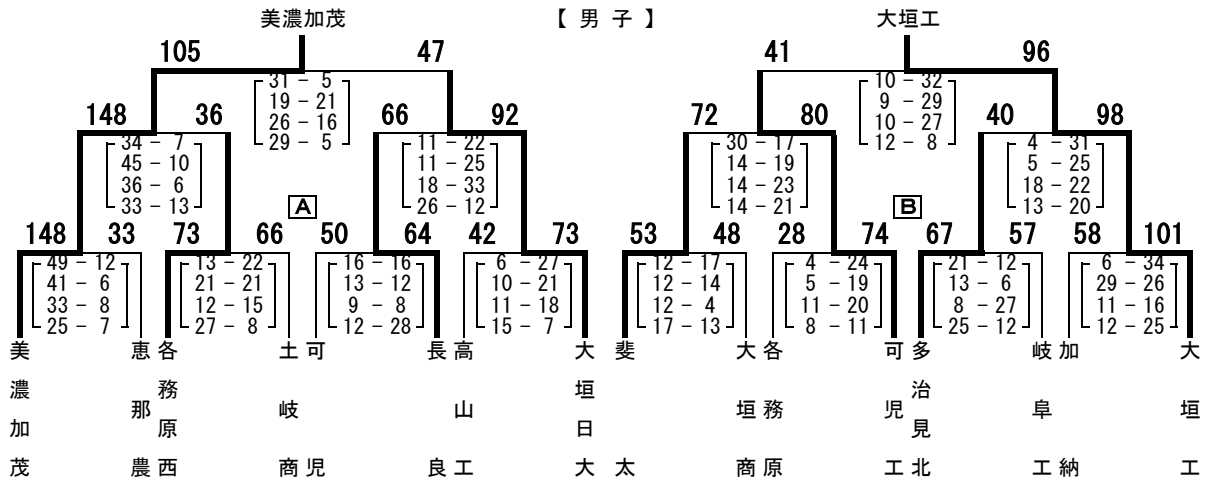 美濃加茂 【 男 子 】 大垣工
105 47 41 96
31 - 5 10 - 32
19 - 21 9 - 29
26 - 16 10 - 27
29 - 5 12 - 8
148 36 66 92 72 80 40 98
34 - 7 11 - 22 30 - 17 4 - 31
45 - 10 11 - 25 14 - 19 5 - 25
36 - 6 18 - 33 14 - 23 18 - 22
33 - 13 26 - 12 14 - 21 13 - 20
A B
148 33 73 66 50 64 42 73 53 48 28 74 67 57 58 101
49 - 12 13 - 22 16 - 16 6 - 27 12 - 17 4 - 24 21 - 12 6 - 34
41 - 6 21 - 21 13 - 12 10 - 21 12 - 14 5 - 19 13 - 6 29 - 26
33 - 8 12 - 15 9 - 8 11 - 18 12 - 4 11 - 20 8 - 27 11 - 16
25 - 7 27 - 8 12 - 28 15 - 7 17 - 13 8 - 11 25 - 12 12 - 25
美濃加茂
恵那農
各務原西
土岐商
可児
長良
高山工
大垣日大
斐太
大垣商
各務原
可児工
多治見北
岐阜工
加納
大垣工